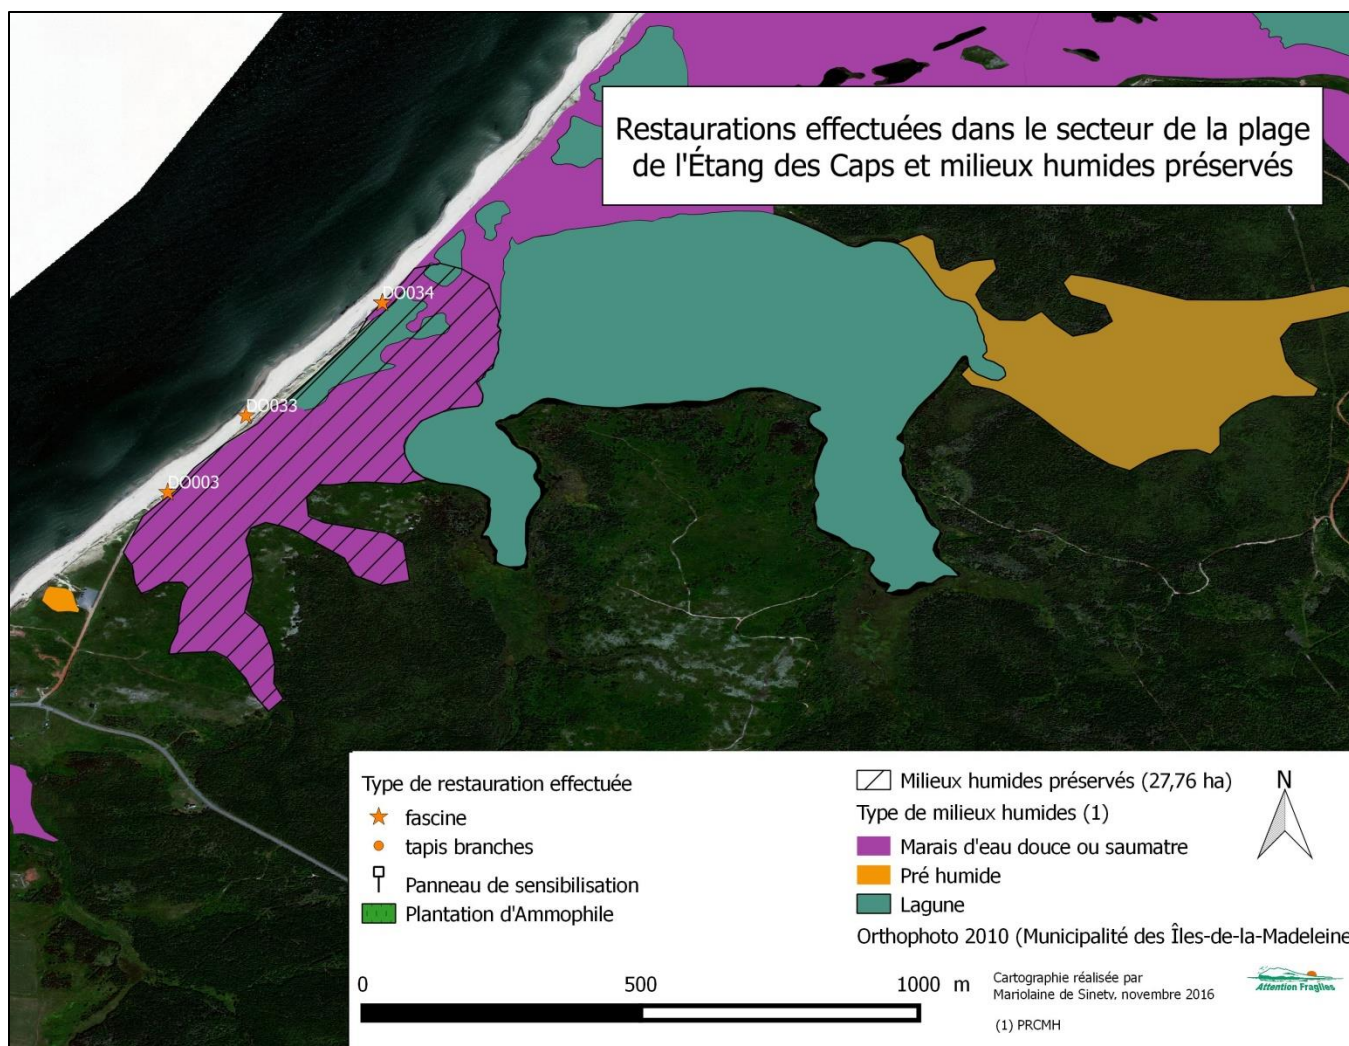 Restaurations effectuées dans le secteur de la plage
de l'Étang des Caps et milieux humides préservés
DO034
DO033
DO003
Type de restauration effectuée
fascine
tapis branches
Panneau de sensibilisation
Plantation d'Ammophile
Milieux humides préservés (27,76 ha)
Type de milieux humides (1)
Marais d'eau douce ou saumatre
Pré humide
Lagune
Orthophoto 2010 (Municipalité des Îles-de-la-Madeleine
N
0 500 1000 m
Cartographie réalisée par
Marjolaine de Sinety, novembre 2016
(1) PRCMH
Attention Fragîles